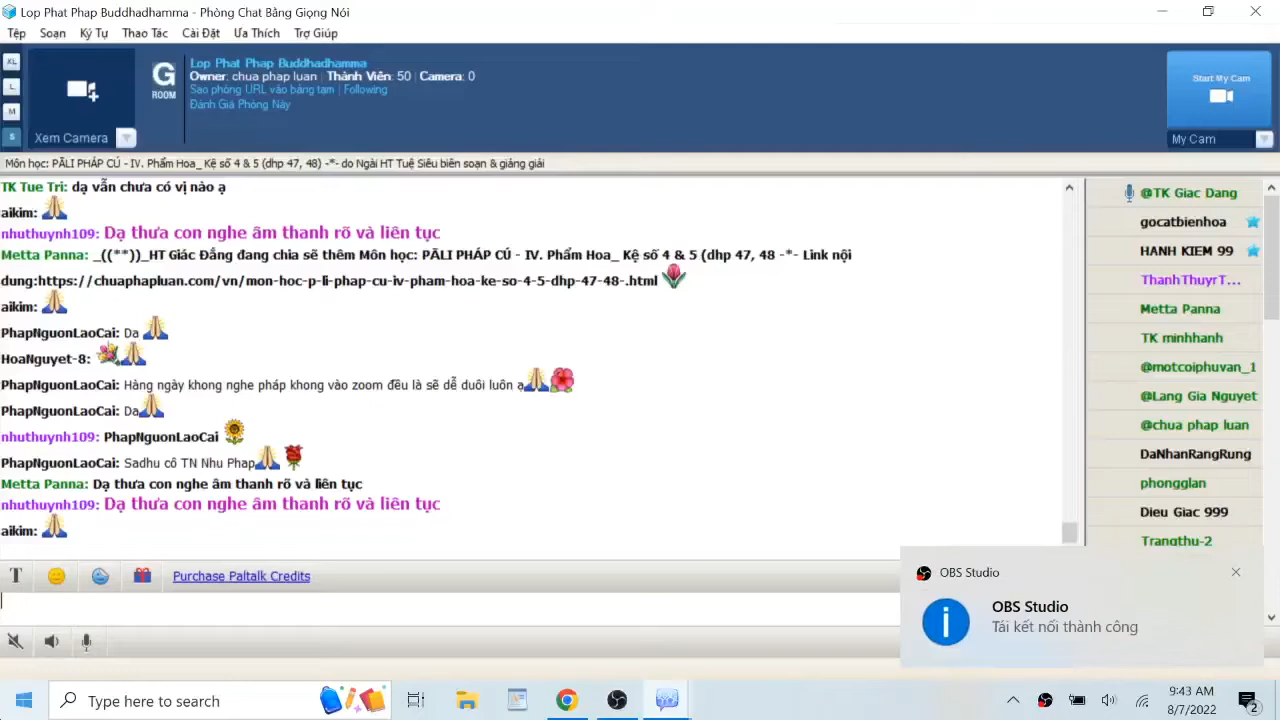 Lop Phat Phap Buddhadhamma - Phòng Chat Bằng Giọng Nói
Tệp Soạn Ký Tự Thao Tác Cài Đặt Ưa Thích Trợ Giúp
XL
L
M
S
Xem Camera
G
ROOM
Lop Phat Phap Buddhadhamma
Owner: chua phap luan | Thành Viên: 50 | Camera: 0
Sao phòng URL vào bảng tạm | Following
Đánh Giá Phòng Này
Start My Cam
My Cam
Môn học: PĀLI PHÁP CÚ - IV. Phẩm Hoa_ Kệ số 4 & 5 (dhp 47, 48) -*- do Ngài HT Tuệ Siêu biên soạn & giảng giải
TK Tue Tri: dạ vẫn chưa có vị nào ạ
aikim:
nhuthuynh109: Dạ thưa con nghe âm thanh rõ và liên tục
Metta Panna: _((**))_HT Giác Đẳng đang chia sẽ thêm Môn học: PĀLI PHÁP CÚ - IV. Phẩm Hoa_ Kệ số 4 & 5 (dhp 47, 48 -*- Link nội
dung:https://chuaphapluan.com/vn/mon-hoc-p-li-phap-cu-iv-pham-hoa-ke-so-4-5-dhp-47-48-.html
aikim:
PhapNguonLaoCai: Da
HoaNguyet-8:
PhapNguonLaoCai: Hàng ngày khong nghe pháp khong vào zoom đều là sẽ dễ duôi luôn ạ
PhapNguonLaoCai: Da
nhuthuynh109: PhapNguonLaoCai
PhapNguonLaoCai: Sadhu cô TN Nhu Phap
Metta Panna: Dạ thưa con nghe âm thanh rõ và liên tục
nhuthuynh109: Dạ thưa con nghe âm thanh rõ và liên tục
aikim:
@TK Giac Dang
gocatbienhoa
HANH KIEM 99
ThanhThuyrT...
Metta Panna
TK minhhanh
@motcoiphuvan_1
@Lang Gia Nguyet
@chua phap luan
DaNhanRangRung
phongglan
Dieu Giac 999
Trangthu-2
T
Purchase Paltalk Credits
OBS Studio
OBS Studio
Tái kết nối thành công
Type here to search
9:43 AM
8/7/2022
2